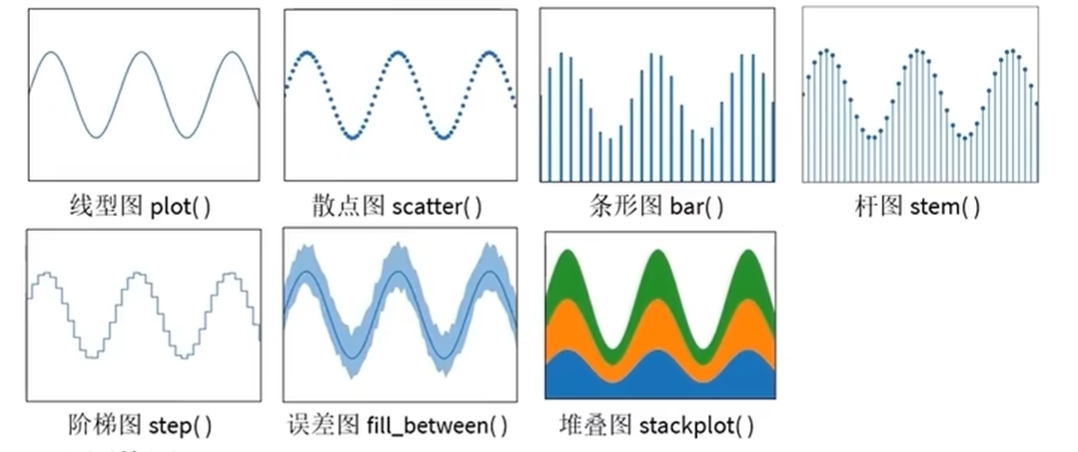 线型图 plot( )
散点图 scatter( )
条形图 bar( )
杆图 stem( )
阶梯图 step( )
误差图 fill_between( )
堆叠图 stackplot( )